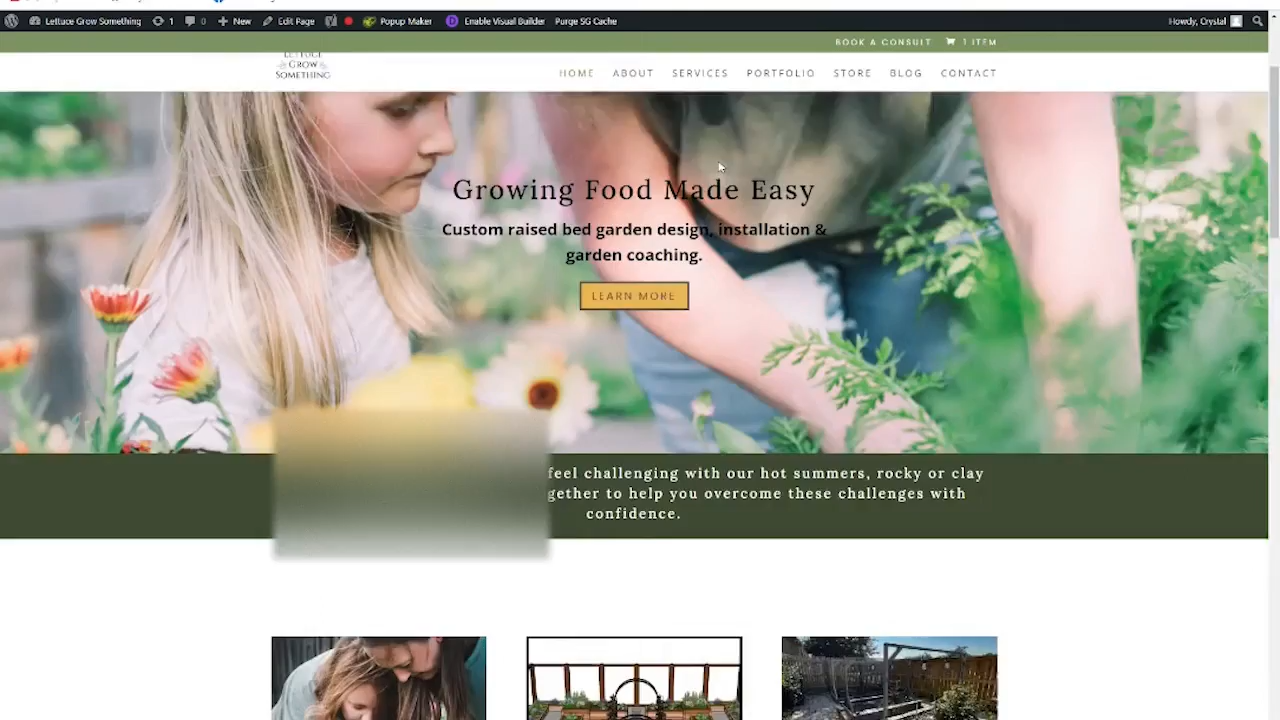 Lettuce Grow Something 1 0 New Edit Page Popup Maker Enable Visual Builder Purge SG Cache Howdy, Crystal
BOOK A CONSULT 1 ITEM
LETTUCE
GROW
SOMETHING
HOME ABOUT SERVICES PORTFOLIO STORE BLOG CONTACT
Growing Food Made Easy
Custom raised bed garden design, installation &
garden coaching.
LEARN MORE
feel challenging with our hot summers, rocky or clay
gether to help you overcome these challenges with
confidence.